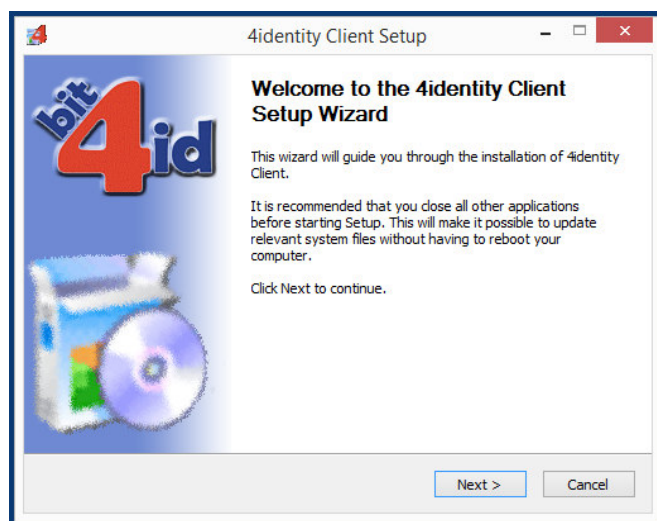 4identity Client Setup
bit
4id
Welcome to the 4identity Client
Setup Wizard
This wizard will guide you through the installation of 4identity
Client.
It is recommended that you close all other applications
before starting Setup. This will make it possible to update
relevant system files without having to reboot your
computer.
Click Next to continue.
Next >
Cancel